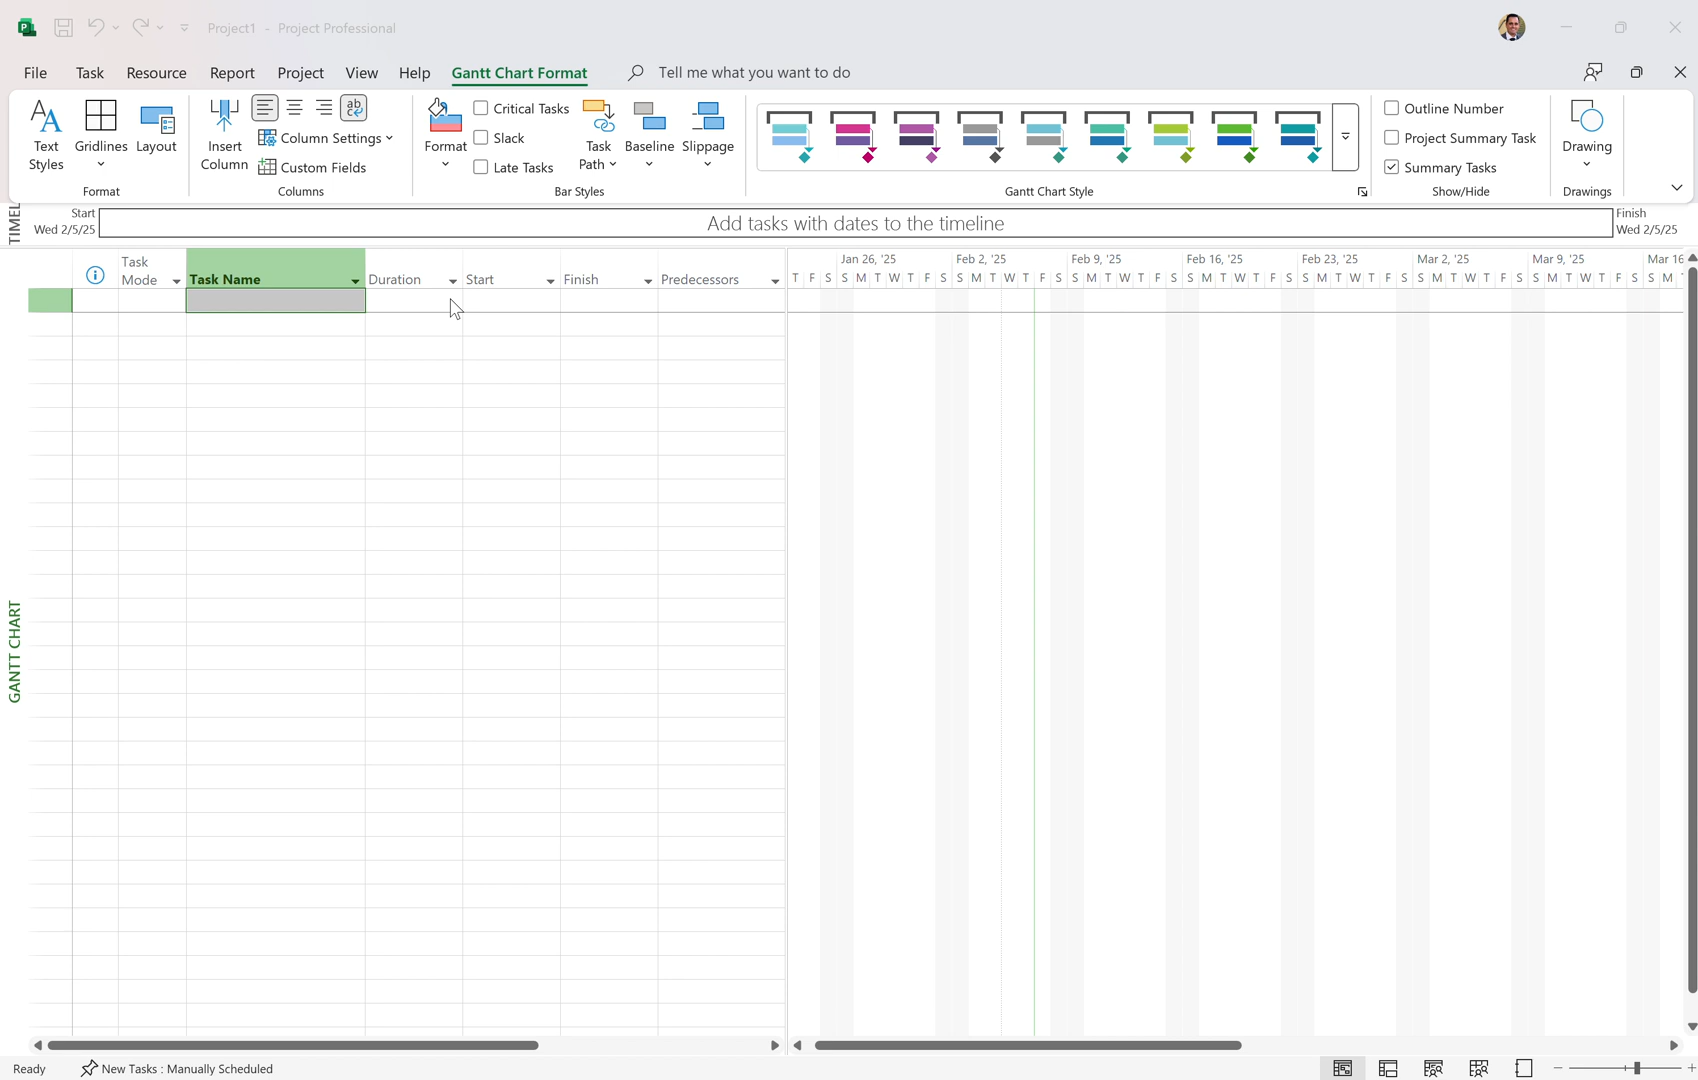 Project1 - Project Professional
File Task Resource Report Project View Help Gantt Chart Format Tell me what you want to do
Text Styles
Gridlines
Layout
Format
Insert Column
Column Settings
Custom Fields
Columns
Format
Critical Tasks
Slack
Late Tasks
Task Path
Baseline
Slippage
Bar Styles
Gantt Chart Style
Outline Number
Project Summary Task
Summary Tasks
Show/Hide
Drawing
Drawings
TIMEL
Start
Wed 2/5/25
Add tasks with dates to the timeline
Finish
Wed 2/5/25
Task Mode
Task Name
Duration
Start
Finish
Predecessors
Jan 26, '25 Feb 2, '25 Feb 9, '25 Feb 16, '25 Feb 23, '25 Mar 2, '25 Mar 9, '25 Mar 16
T F S S M T W T F S S M T W T F S S M T W T F S S M T W T F S S M T W T F S S M T W T F S S M T W T F S S M
GANTT CHART
Ready New Tasks : Manually Scheduled